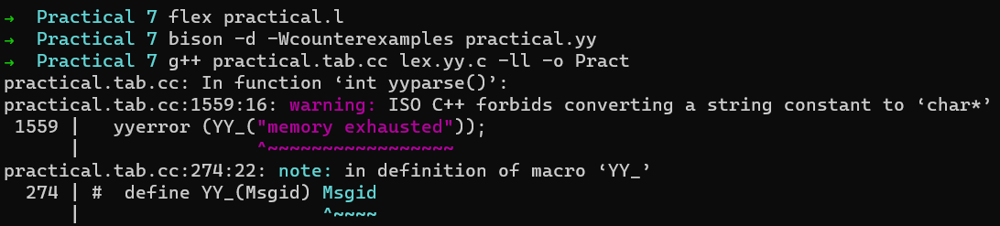 → Practical 7 flex practical.l
→ Practical 7 bison -d -Wcounterexamples practical.yy
→ Practical 7 g++ practical.tab.cc lex.yy.c -ll -o Pract
practical.tab.cc: In function ‘int yyparse()’:
practical.tab.cc:1559:16: warning: ISO C++ forbids converting a string constant to ‘char*’
 1559 |   yyerror (YY_("memory exhausted"));
      |                ^~~~~~~~~~~~~~~~~~
practical.tab.cc:274:22: note: in definition of macro ‘YY_’
  274 | #  define YY_(Msgid) Msgid
      |                      ^~~~~